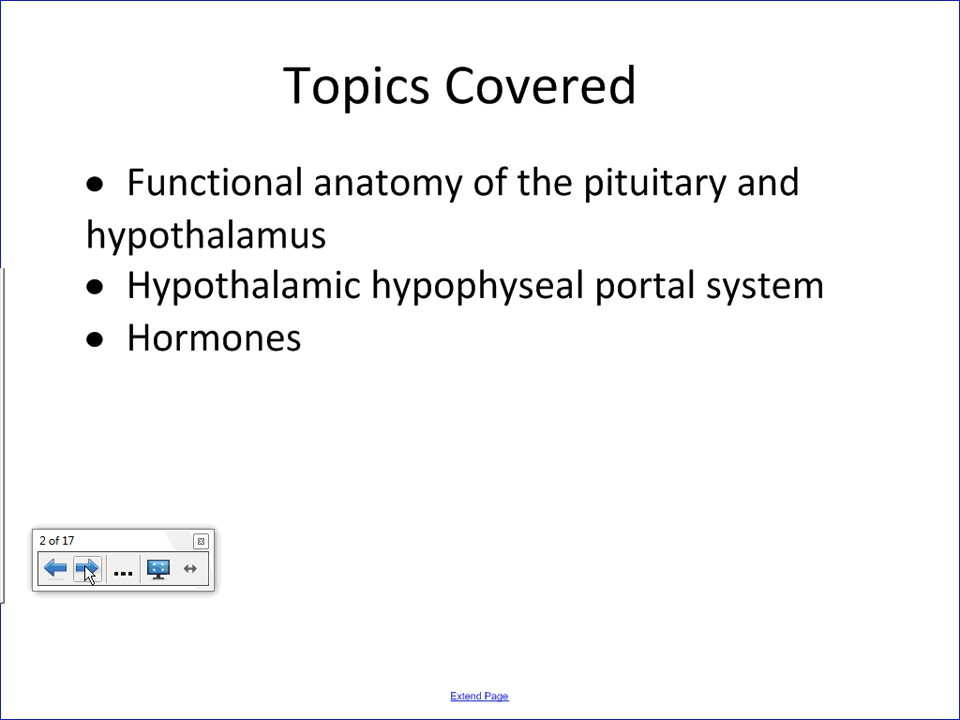 Topics Covered
• Functional anatomy of the pituitary and
hypothalamus
• Hypothalamic hypophyseal portal system
• Hormones
2 of 17
...
Extend Page